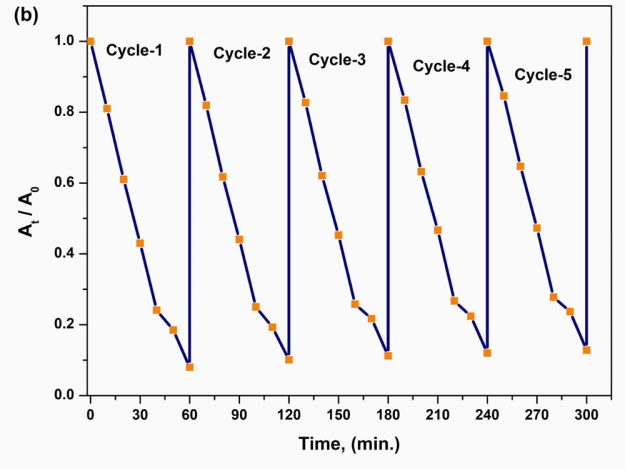 (b)
1.0
0.8
0.6
0.4
0.2
0.0
At / A0
Cycle-1
Cycle-2
Cycle-3
Cycle-4
Cycle-5
0 30 60 90 120 150 180 210 240 270 300
Time, (min.)